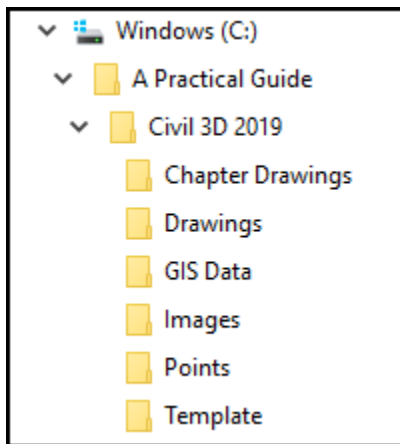 Windows (C:)
A Practical Guide
Civil 3D 2019
Chapter Drawings
Drawings
GIS Data
Images
Points
Template